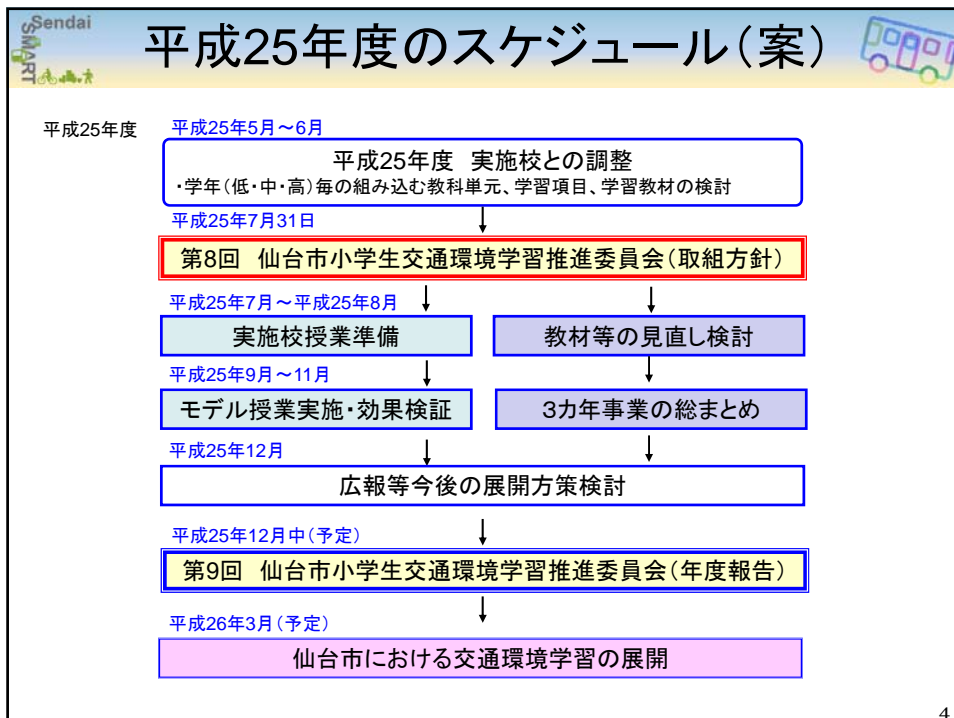 Sendai
SMART
平成25年度のスケジュール(案)
平成25年度
平成25年5月～6月
平成25年度　実施校との調整
・学年(低・中・高)毎の組み込む教科単元、学習項目、学習教材の検討
平成25年7月31日
第8回　仙台市小学生交通環境学習推進委員会(取組方針)
平成25年7月～平成25年8月
実施校授業準備
教材等の見直し検討
平成25年9月～11月
モデル授業実施・効果検証
3カ年事業の総まとめ
平成25年12月
広報等今後の展開方策検討
平成25年12月中(予定)
第9回　仙台市小学生交通環境学習推進委員会(年度報告)
平成26年3月(予定)
仙台市における交通環境学習の展開
4